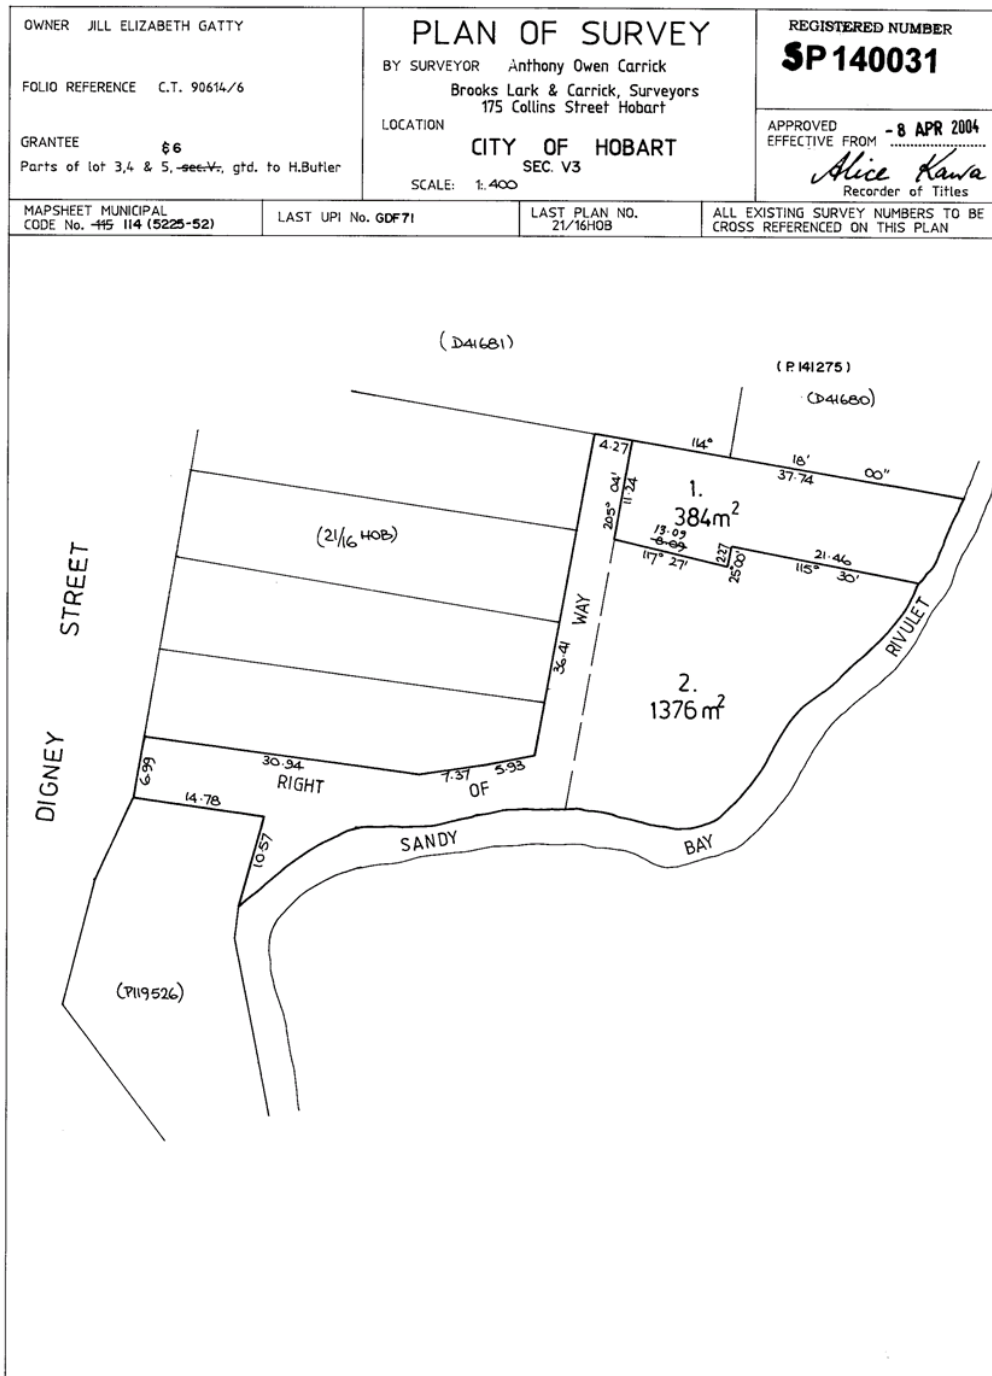 OWNER JILL ELIZABETH GATTY
FOLIO REFERENCE C.T. 90614/6
GRANTEE
& 6
Parts of lot 3,4 & 5, sec.V., gtd. to H.Butler
PLAN OF SURVEY
BY SURVEYOR Anthony Owen Carrick
Brooks Lark & Carrick, Surveyors
175 Collins Street Hobart
LOCATION
CITY OF HOBART
SEC. V3
SCALE: 1:400
REGISTERED NUMBER
SP140031
APPROVED
EFFECTIVE FROM - 8 APR 2004
Alice Kawa
Recorder of Titles
MAPSHEET MUNICIPAL
CODE No. 115 114 (5225-52)
LAST UPI No. GDF71
LAST PLAN NO.
21/16HOB
ALL EXISTING SURVEY NUMBERS TO BE
CROSS REFERENCED ON THIS PLAN
(D41681)
(P.141275)
(D41680)
4.27
114°
18'
00"
37.74
205° 04'
11.24
1.
384m²
13.09
8.09
117° 27'
2.27
25°00'
21.46
115° 30'
(21/16 HOB)
DIGNEY STREET
WAY
36.41
RIVULET
2.
1376m²
6.99
30.94
RIGHT
7.37
5.93
OF
14.78
10.57
SANDY
BAY
(P119526)